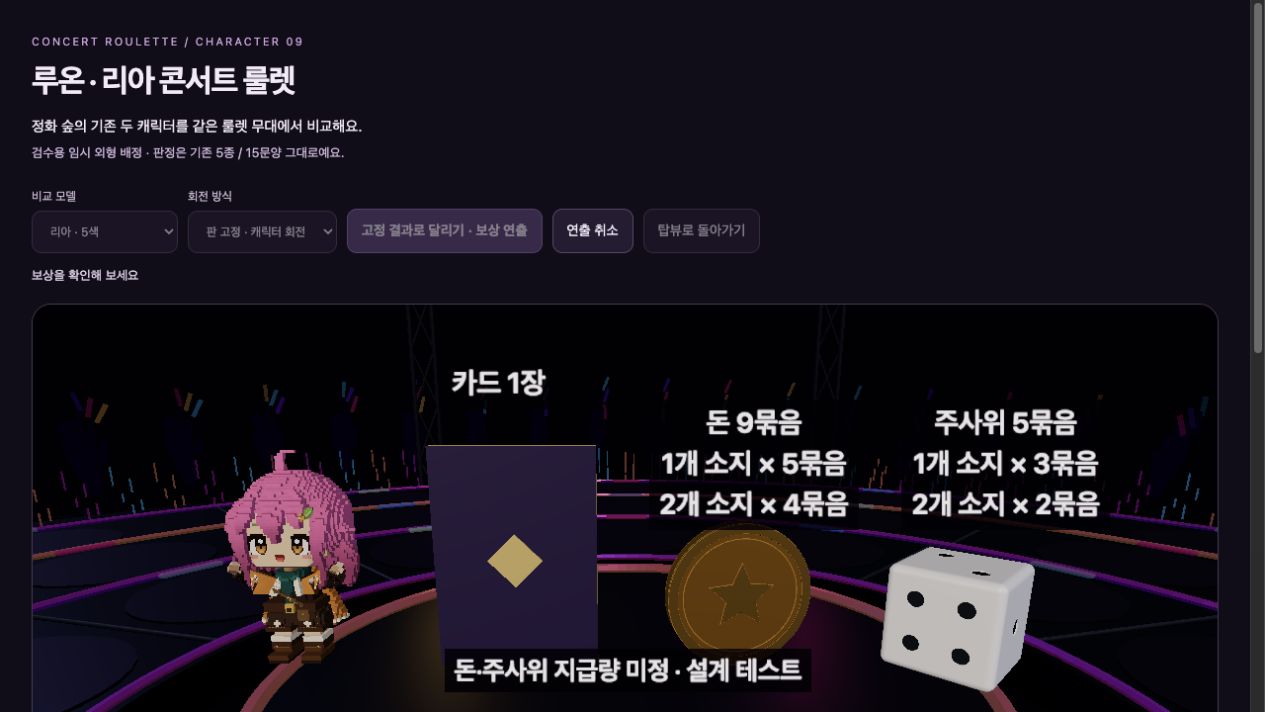 CONCERT ROULETTE / CHARACTER 09
루온 · 리아 콘서트 룰렛
정화 숲의 기존 두 캐릭터를 같은 룰렛 무대에서 비교해요.
검수용 임시 외형 배정 · 판정은 기존 5종 / 15문양 그대로예요.
비교 모델
회전 방식
리아 · 5색
판 고정 · 캐릭터 회전
고정 결과로 달리기 · 보상 연출
연출 취소
탑뷰로 돌아가기
보상을 확인해 보세요
카드 1장
돈 9묶음
1개 소지 × 5묶음
2개 소지 × 4묶음
주사위 5묶음
1개 소지 × 3묶음
2개 소지 × 2묶음
돈·주사위 지급량 미정 · 설계 테스트